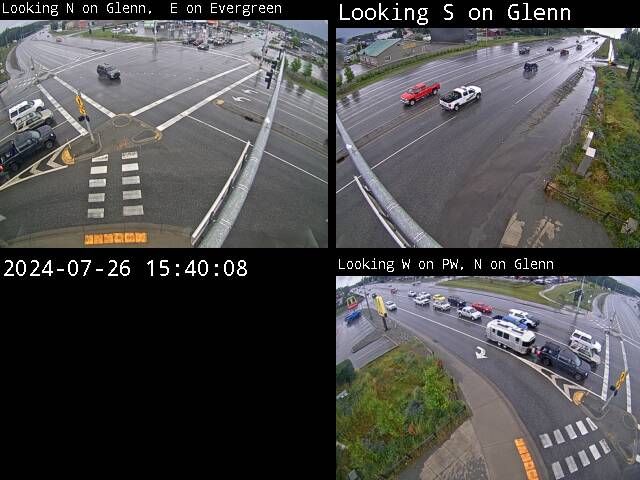 Looking N on Glenn,  E on Evergreen
Looking S on Glenn
2024-07-26 15:40:08
Looking W on PW, N on Glenn